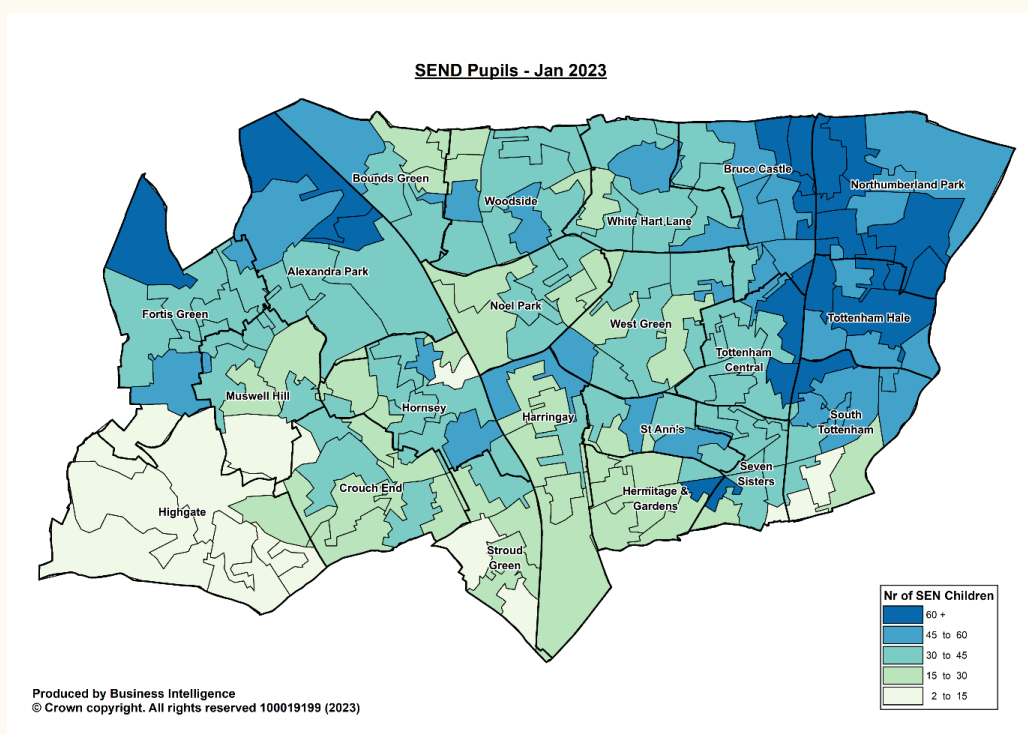 SEND Pupils - Jan 2023
Bounds Green
Woodside
Bruce Castle
Northumberland Park
White Hart Lane
Alexandra Park
Fortis Green
Noel Park
West Green
Tottenham Hale
Tottenham
Central
Muswell Hill
Hornsey
Harringay
St Ann's
South
Tottenham
Seven
Sisters
Crouch End
Hermitage &
Gardens
Highgate
Stroud
Green
Nr of SEN Children
60 +
45 to 60
30 to 45
15 to 30
2 to 15
Produced by Business Intelligence
© Crown copyright. All rights reserved 100019199 (2023)